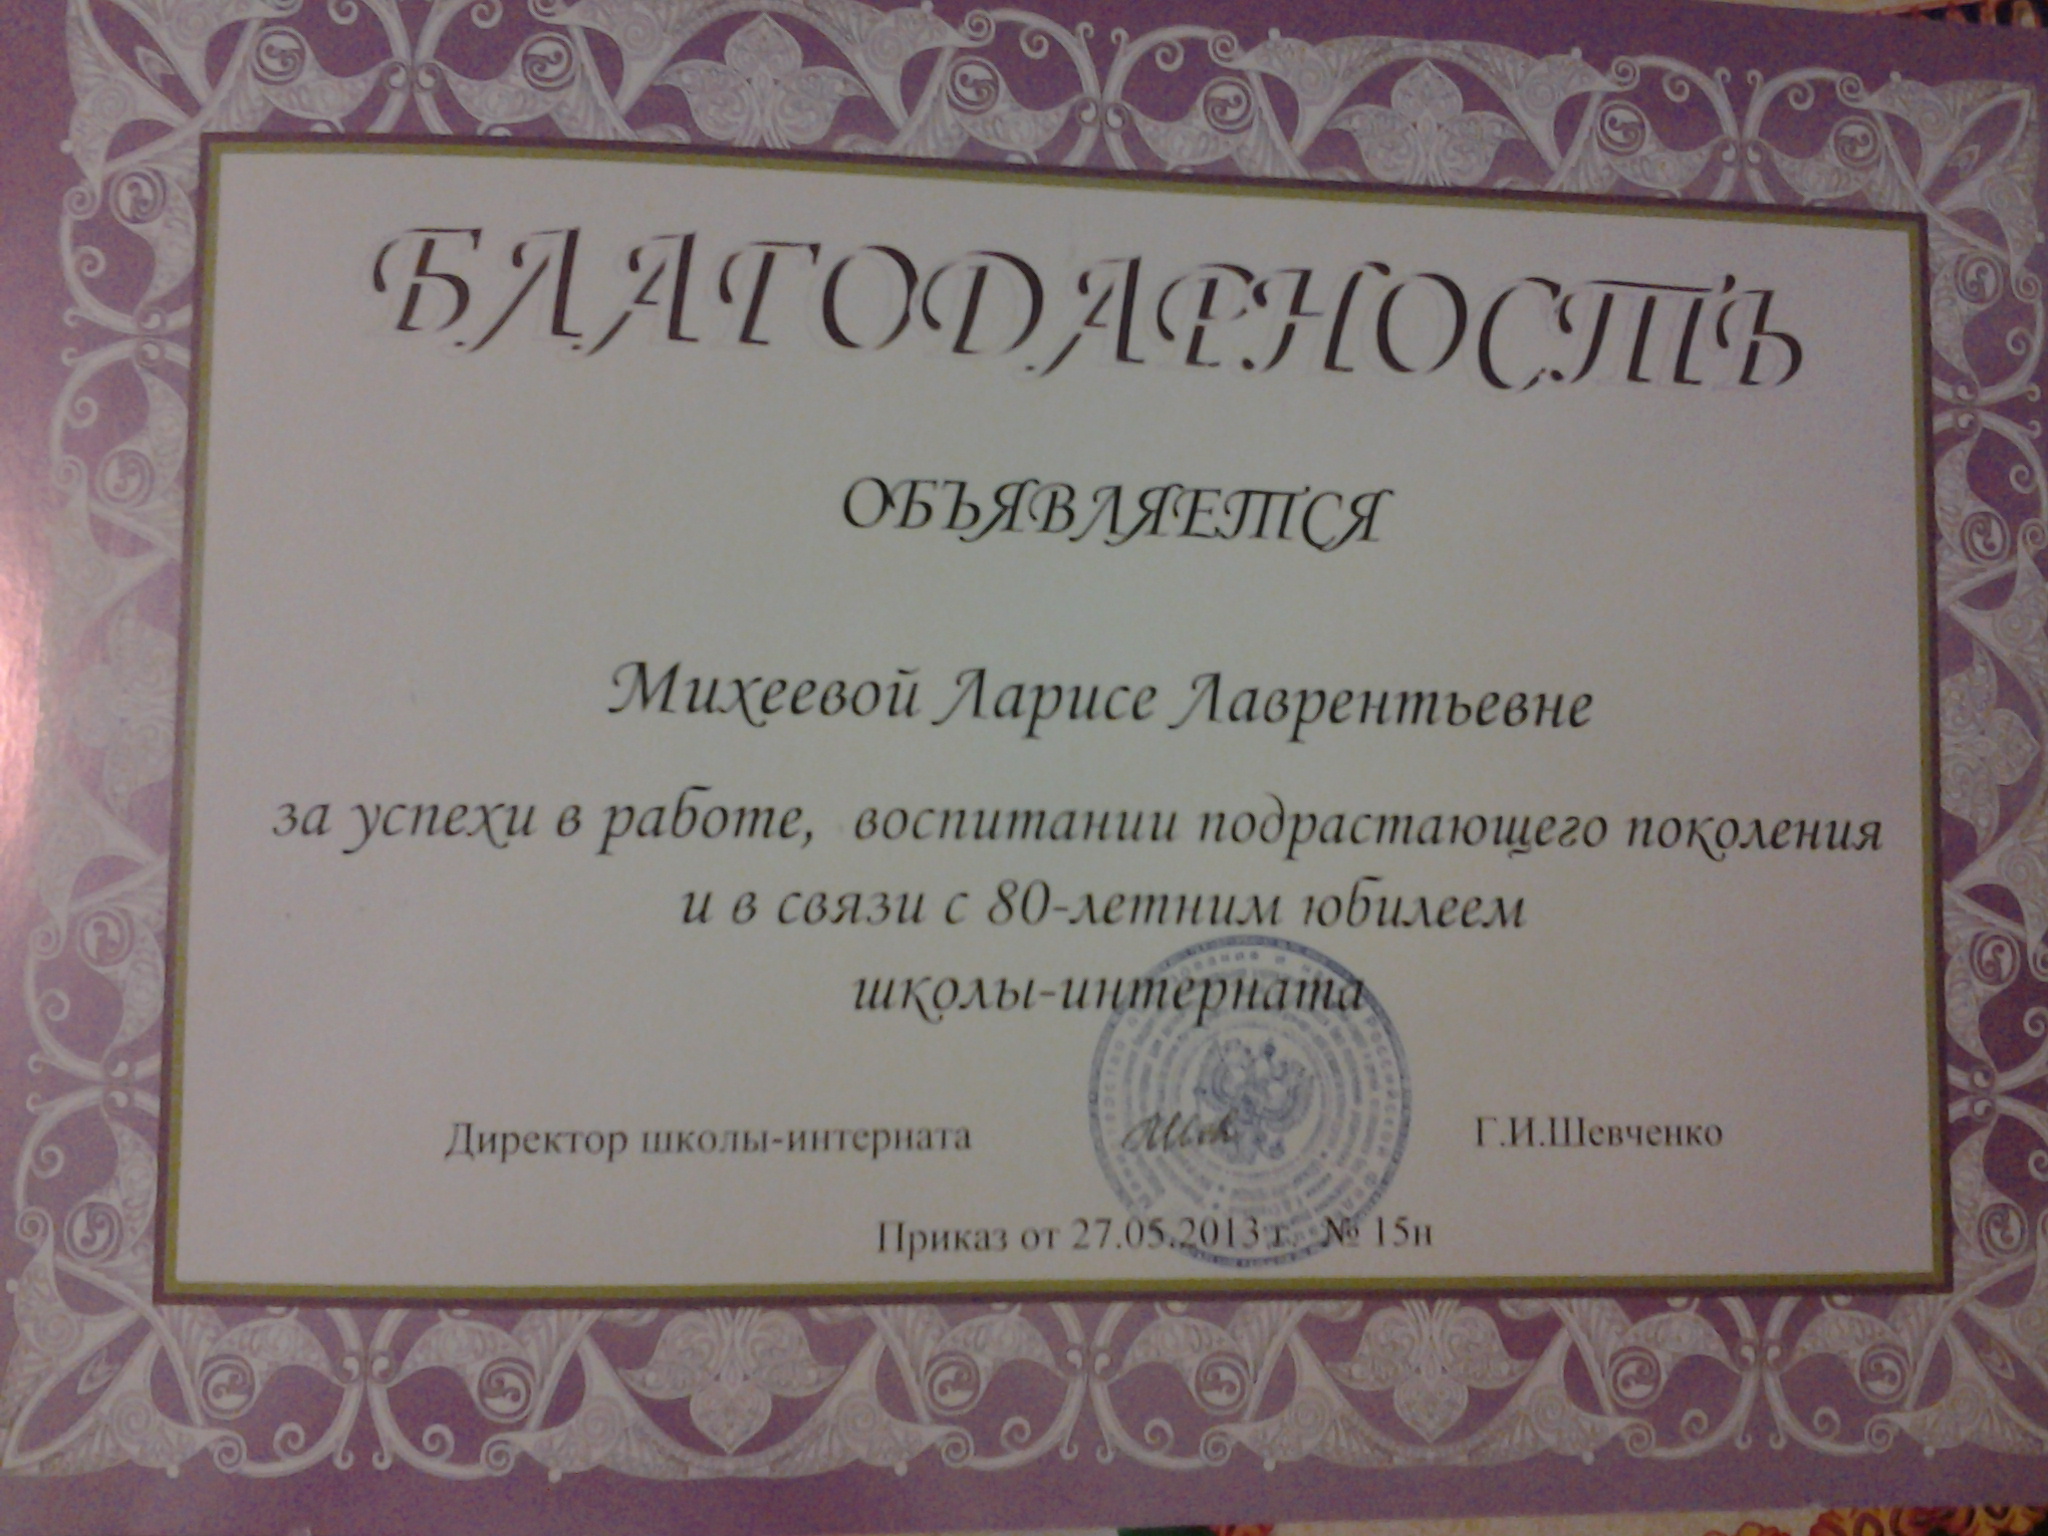 БЛАГОДАРНОСТЬ
ОБЪЯВЛЯЕТСЯ
Михеевой Ларисе Лаврентьевне
за успехи в работе, воспитании подрастающего поколения
и в связи с 80-летним юбилеем
школы-интерната
Директор школы-интерната Г.И.Шевченко
Приказ от 27.05.2013 г. № 15н